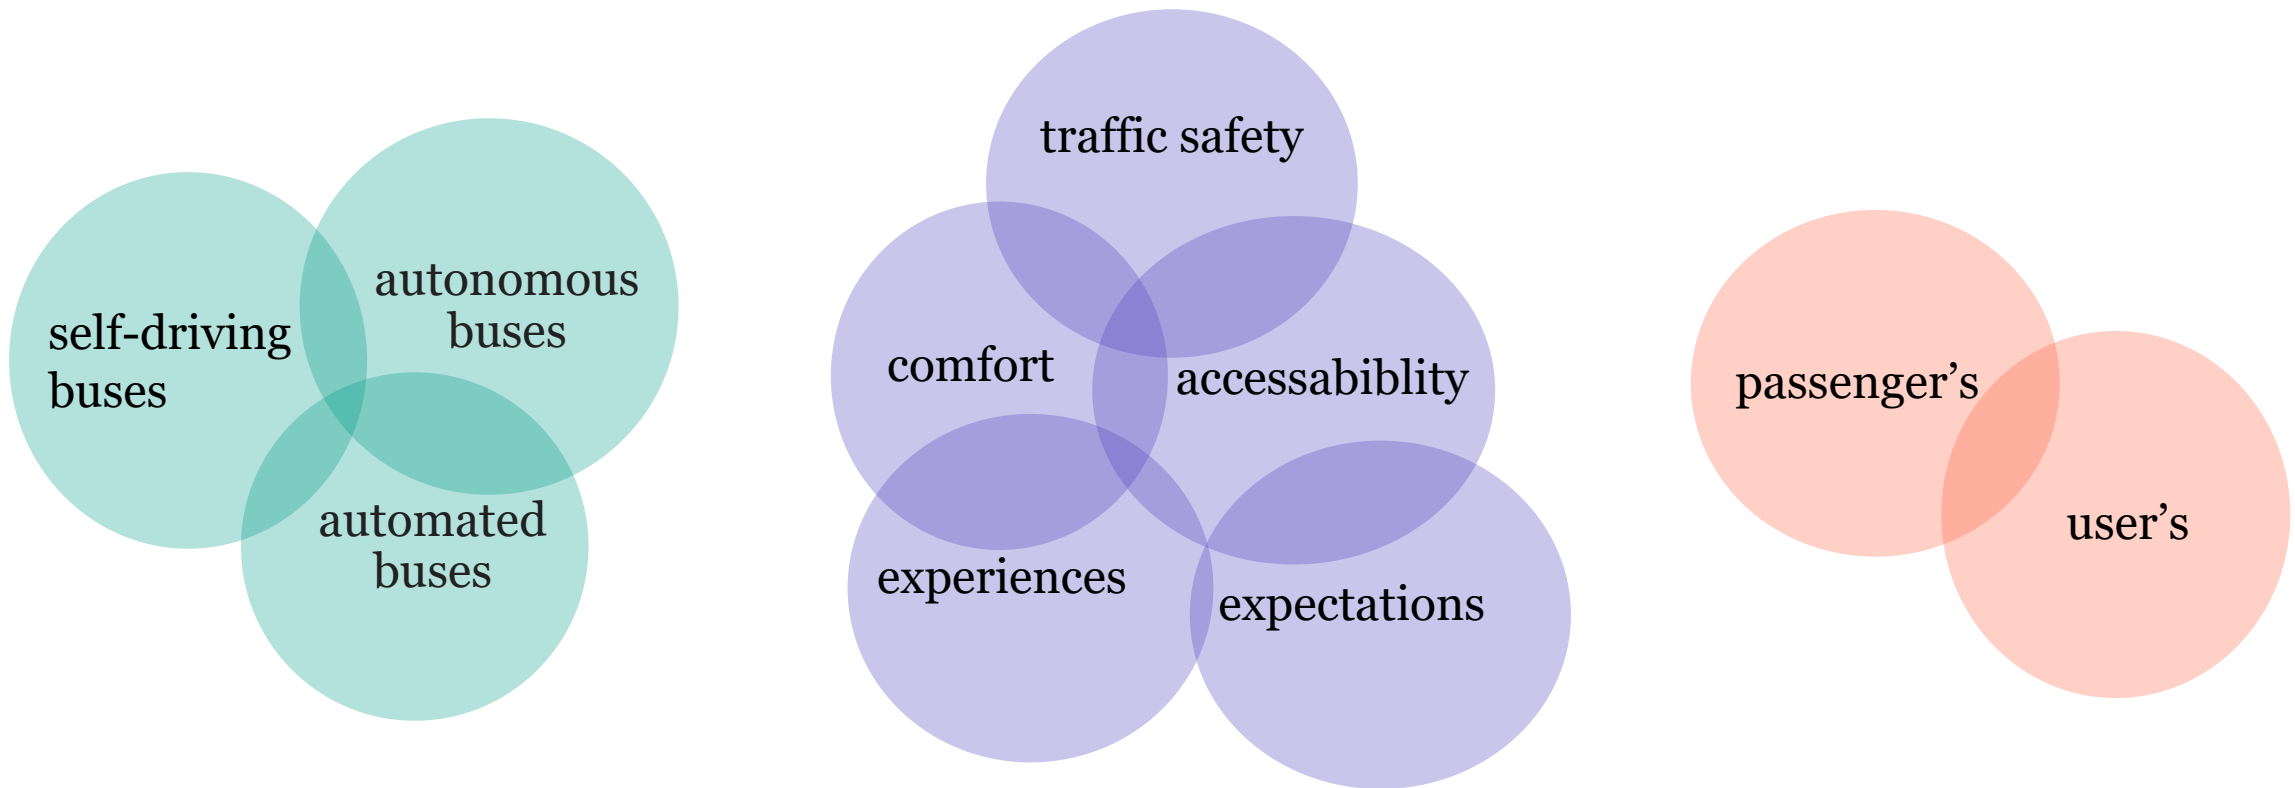 self-driving
buses
autonomous
buses
automated
buses
traffic safety
comfort
accessabiblity
experiences
expectations
passenger’s
user’s